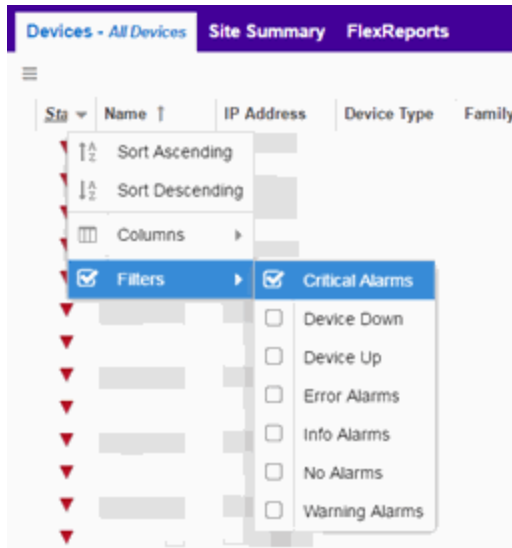 Devices - All Devices Site Summary FlexReports
Sta Name IP Address Device Type Family
Sort Ascending
Sort Descending
Columns
Filters Critical Alarms
Device Down
Device Up
Error Alarms
Info Alarms
No Alarms
Warning Alarms